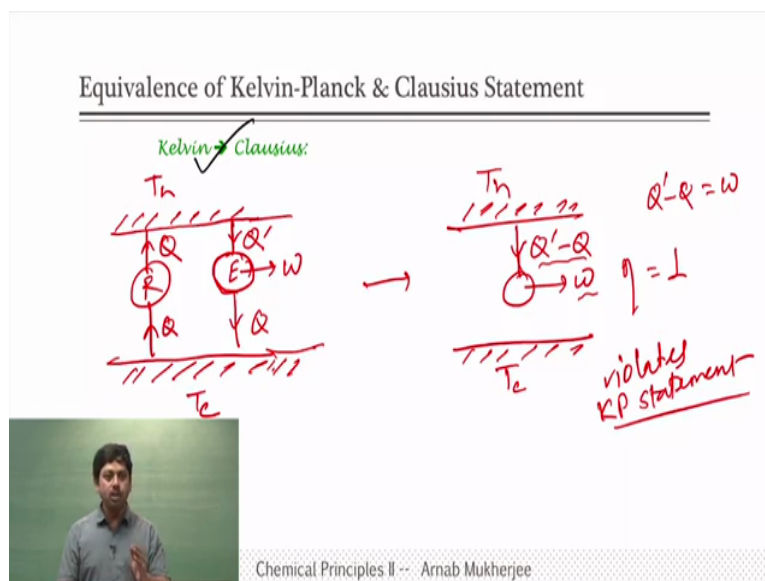 Equivalence of Kelvin-Planck & Clausius Statement
Kelvin → Clausius:
Th
Q
Q'
R
E
→ W
Q
Q
Tc
→
Th
Q'-Q
→ W
Tc
Q'-Q = W
η = 1
violates
KP statement
Chemical Principles II -- Arnab Mukherjee